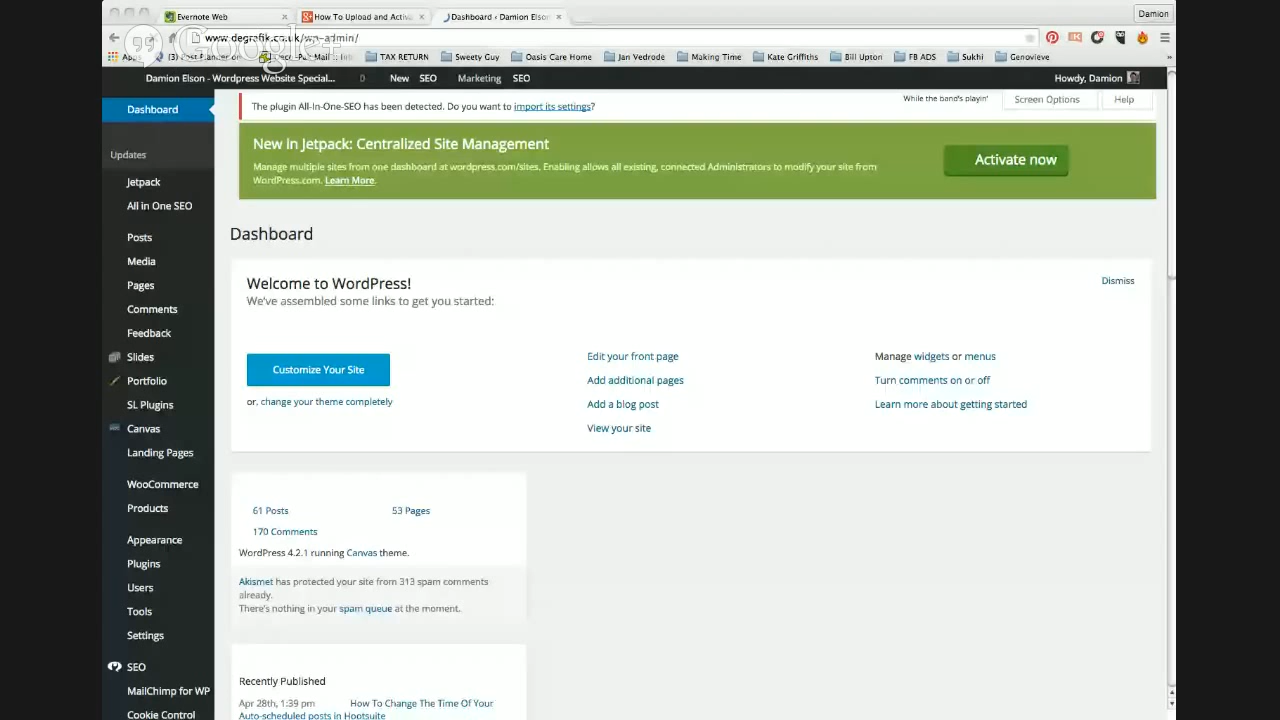 Evernote Web
How To Upload and Activa
Dashboard ‹ Damion Elson
Damion
www.degrafik.co.uk/wp-admin/
Google+
TAX RETURN
Sweety Guy
Oasis Care Home
Jan Vedrode
Making Time
Kate Griffiths
Bill Upton
FB ADS
Sukhi
Genovieve
Damion Elson - Wordpress Website Special...
0
New
SEO
Marketing
SEO
Howdy, Damion
Dashboard
Updates
Jetpack
All in One SEO
Posts
Media
Pages
Comments
Feedback
Slides
Portfolio
SL Plugins
Canvas
Landing Pages
WooCommerce
Products
Appearance
Plugins
Users
Tools
Settings
SEO
MailChimp for WP
Cookie Control
The plugin All-In-One-SEO has been detected. Do you want to import its settings?
While the band's playin'
Screen Options
Help
New in Jetpack: Centralized Site Management
Manage multiple sites from one dashboard at wordpress.com/sites. Enabling allows all existing, connected Administrators to modify your site from
WordPress.com. Learn More.
Activate now
Dashboard
Welcome to WordPress!
We've assembled some links to get you started:
Dismiss
Customize Your Site
or, change your theme completely
Edit your front page
Add additional pages
Add a blog post
View your site
Manage widgets or menus
Turn comments on or off
Learn more about getting started
61 Posts
53 Pages
170 Comments
WordPress 4.2.1 running Canvas theme.
Akismet has protected your site from 313 spam comments
already.
There's nothing in your spam queue at the moment.
Recently Published
Apr 28th, 1:39 pm
How To Change The Time Of Your
Auto-scheduled posts in Hootsuite